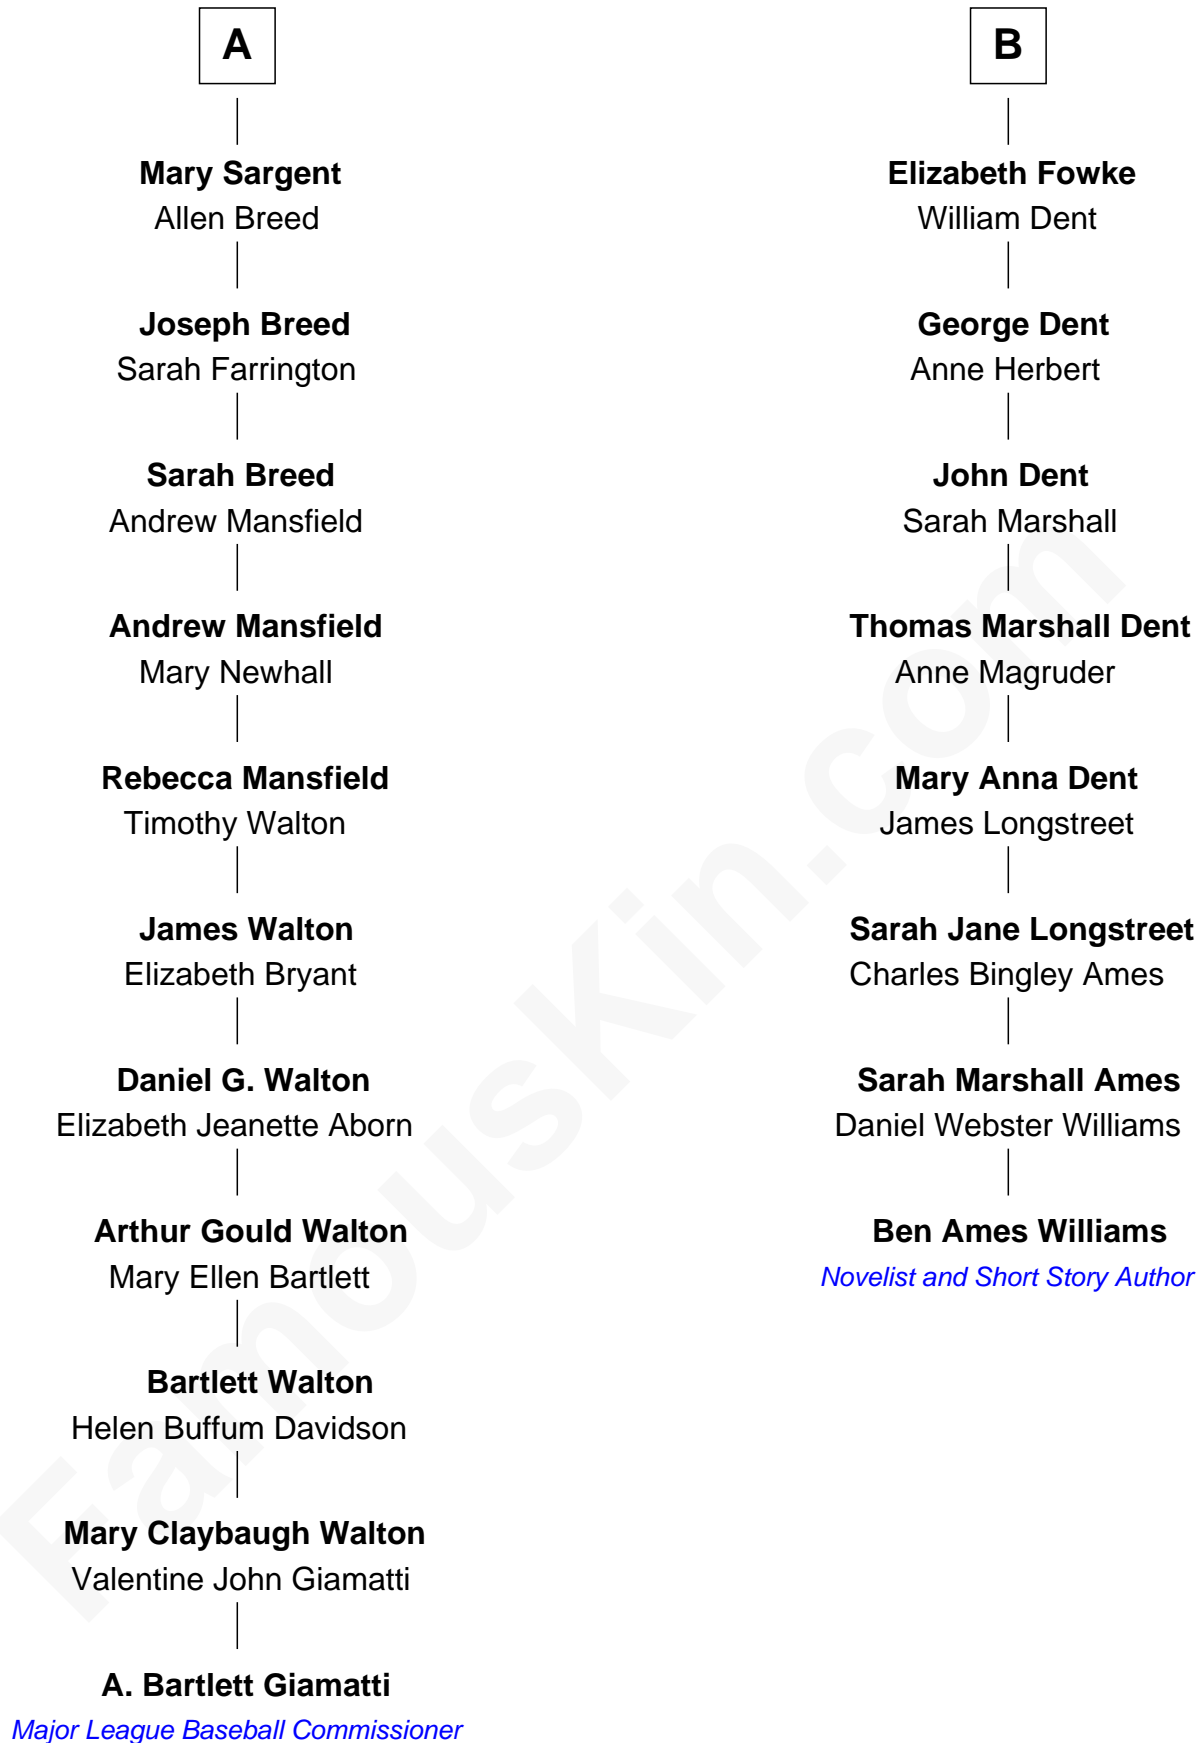 A
Mary Sargent
Allen Breed
Joseph Breed
Sarah Farrington
Sarah Breed
Andrew Mansfield
Andrew Mansfield
Mary Newhall
Rebecca Mansfield
Timothy Walton
James Walton
Elizabeth Bryant
Daniel G. Walton
Elizabeth Jeanette Aborn
Arthur Gould Walton
Mary Ellen Bartlett
Bartlett Walton
Helen Buffum Davidson
Mary Claybaugh Walton
Valentine John Giamatti
A. Bartlett Giamatti
Major League Baseball Commissioner
B
Elizabeth Fowke
William Dent
George Dent
Anne Herbert
John Dent
Sarah Marshall
Thomas Marshall Dent
Anne Magruder
Mary Anna Dent
James Longstreet
Sarah Jane Longstreet
Charles Bingley Ames
Sarah Marshall Ames
Daniel Webster Williams
Ben Ames Williams
Novelist and Short Story Author
FamousKin.com